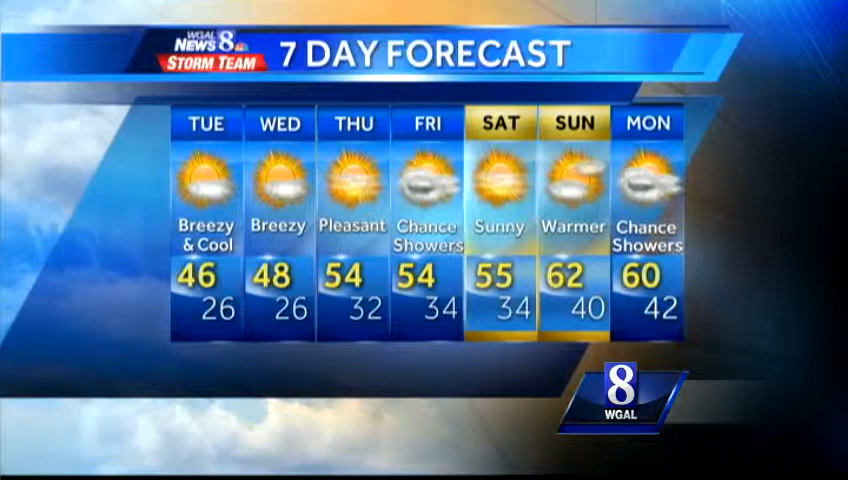 WGAL
NEWS 8
STORM TEAM
7 DAY FORECAST
TUE WED THU FRI SAT SUN MON
Breezy & Cool
Breezy
Pleasant
Chance Showers
Sunny
Warmer
Chance Showers
46 48 54 54 55 62 60
26 26 32 34 34 40 42
8
WGAL